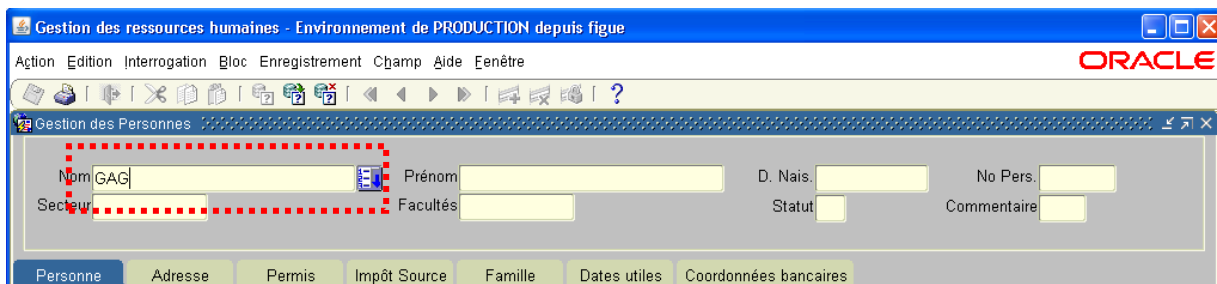 Gestion des ressources humaines - Environnement de PRODUCTION depuis figue
Action Edition Interrogation Bloc Enregistrement Champ Aide Fenêtre ORACLE
Gestion des Personnes
Nom GAG Prénom D. Nais. No Pers.
Secteur Facultés Statut Commentaire
Personne Adresse Permis Impôt Source Famille Dates utiles Coordonnées bancaires